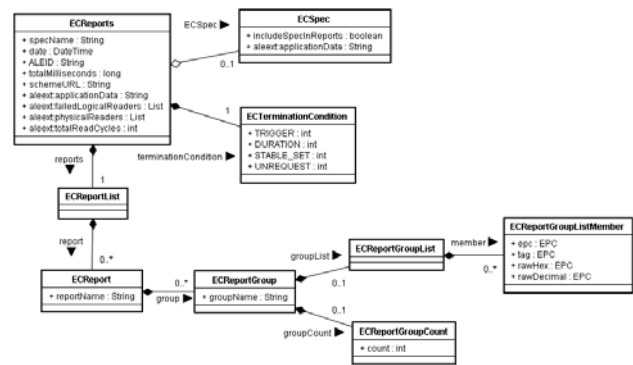 ECReports
+ specName : String
+ date : DateTime
+ ALEID : String
+ totalMilliseconds : long
+ schemeURL : String
+ aleext:applicationData : String
+ aleext:failedLogicalReaders : List
+ aleext:physicalReaders : List
+ aleext:totalReadCycles : int
ECSpec
ECSpec
+ includeSpecInReports : boolean
+ aleext:applicationData : String
0..1
1
ECTerminationCondition
+ TRIGGER : int
+ DURATION : int
+ STABLE_SET : int
+ UNREQUEST : int
terminationCondition
reports
1
ECReportList
report
0..*
ECReport
+ reportName : String
0..*
group
ECReportGroup
+ groupName : String
groupList
0..1
ECReportGroupList
member
0..*
ECReportGroupListMember
+ epc : EPC
+ tag : EPC
+ rawHex : EPC
+ rawDecimal : EPC
0..1
groupCount
ECReportGroupCount
+ count : int